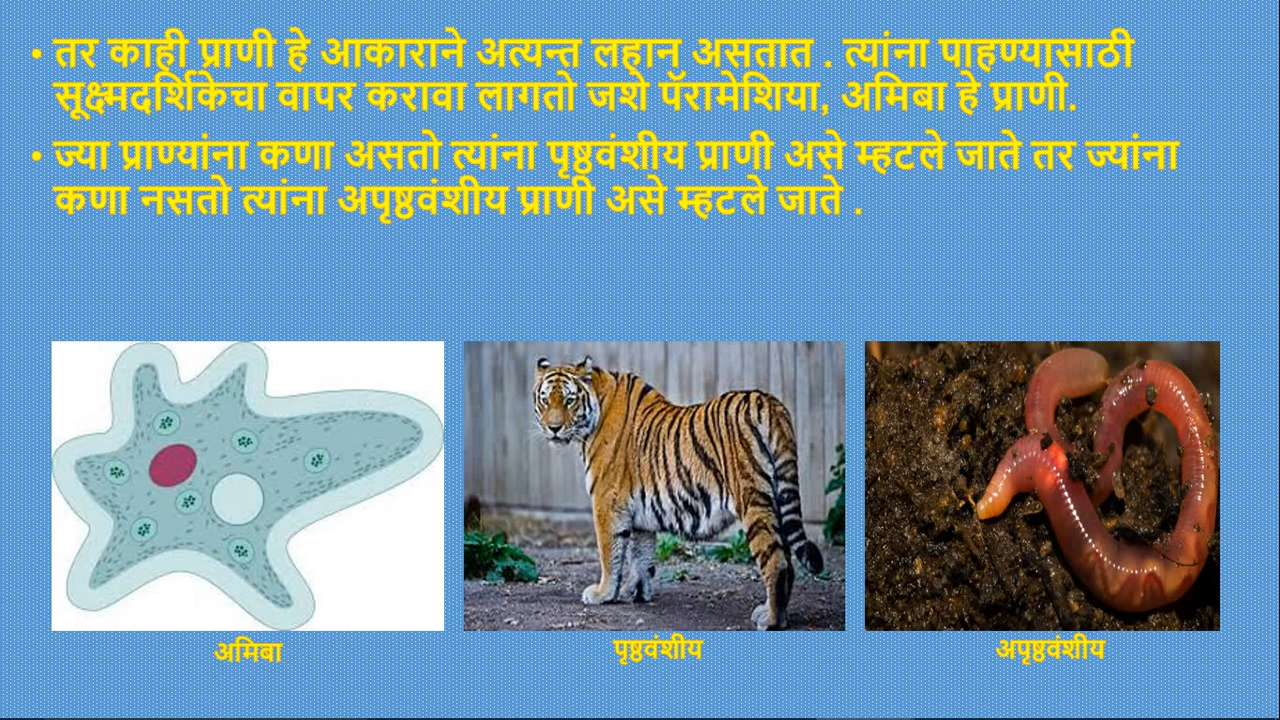 • तर काही प्राणी हे आकाराने अत्यन्त लहान असतात . त्यांना पाहण्यासाठी
सूक्ष्मदर्शिकेचा वापर करावा लागतो जशे पॅरामेशिया, अमिबा हे प्राणी.
• ज्या प्राण्यांना कणा असतो त्यांना पृष्ठवंशीय प्राणी असे म्हटले जाते तर ज्यांना
कणा नसतो त्यांना अपृष्ठवंशीय प्राणी असे म्हटले जाते .
अमिबा
पृष्ठवंशीय
अपृष्ठवंशीय